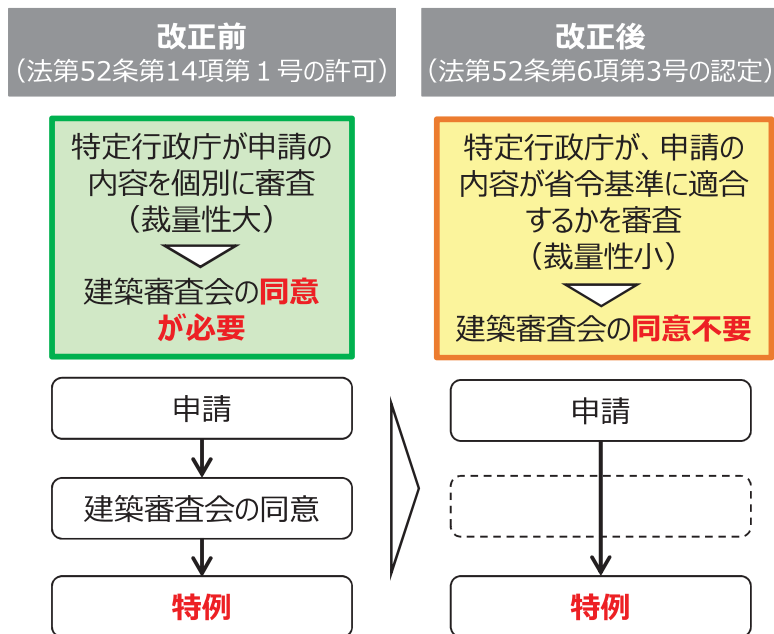 改正前
（法第52条第14項第１号の許可）
特定行政庁が申請の
内容を個別に審査
（裁量性大）
建築審査会の同意
が必要
申請
建築審査会の同意
特例
改正後
（法第52条第6項第3号の認定）
特定行政庁が、申請の
内容が省令基準に適合
するかを審査
（裁量性小）
建築審査会の同意不要
申請
特例